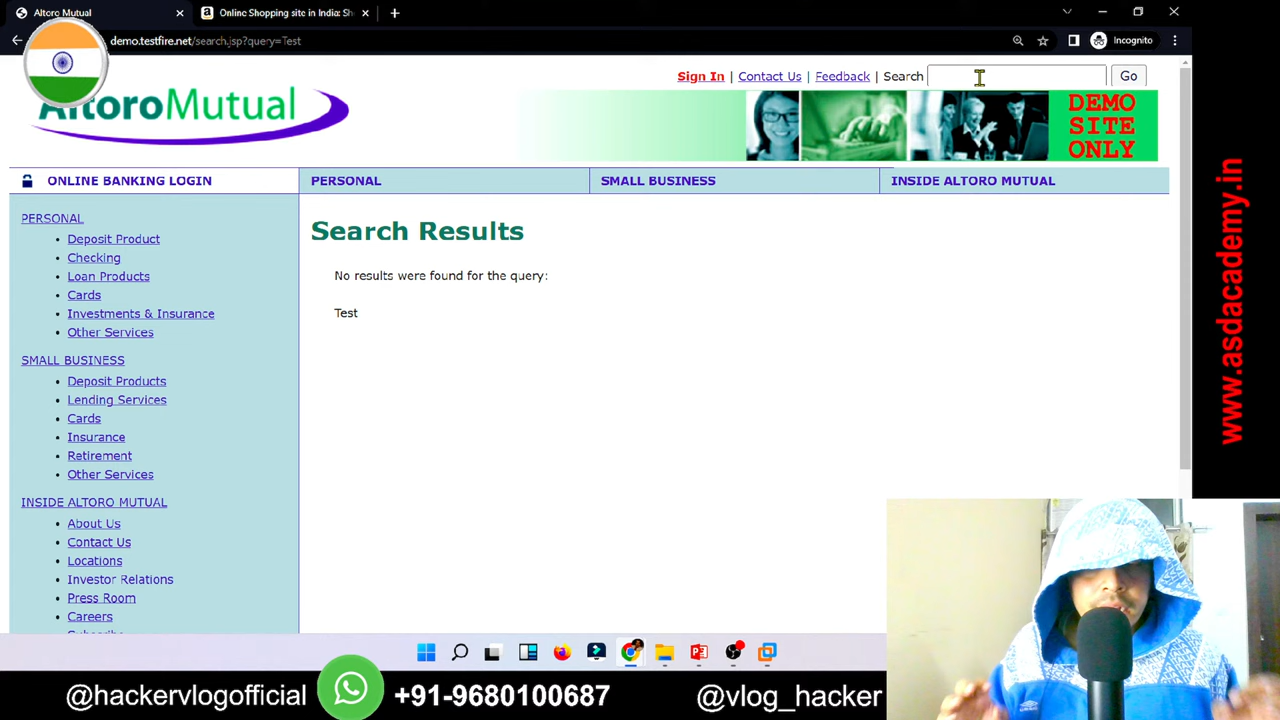 Altoro Mutual
Online Shopping site in India: Sh
demo.testfire.net/search.jsp?query=Test
Incognito
Sign In | Contact Us | Feedback | Search
Go
AltoroMutual
DEMO
SITE
ONLY
ONLINE BANKING LOGIN
PERSONAL
SMALL BUSINESS
INSIDE ALTORO MUTUAL
PERSONAL
Deposit Product
Checking
Loan Products
Cards
Investments & Insurance
Other Services
SMALL BUSINESS
Deposit Products
Lending Services
Cards
Insurance
Retirement
Other Services
INSIDE ALTORO MUTUAL
About Us
Contact Us
Locations
Investor Relations
Press Room
Careers
Subscribe
Search Results
No results were found for the query:
Test
www.asdacademy.in
@hackervlogofficial
+91-9680100687
@vlog_hacker